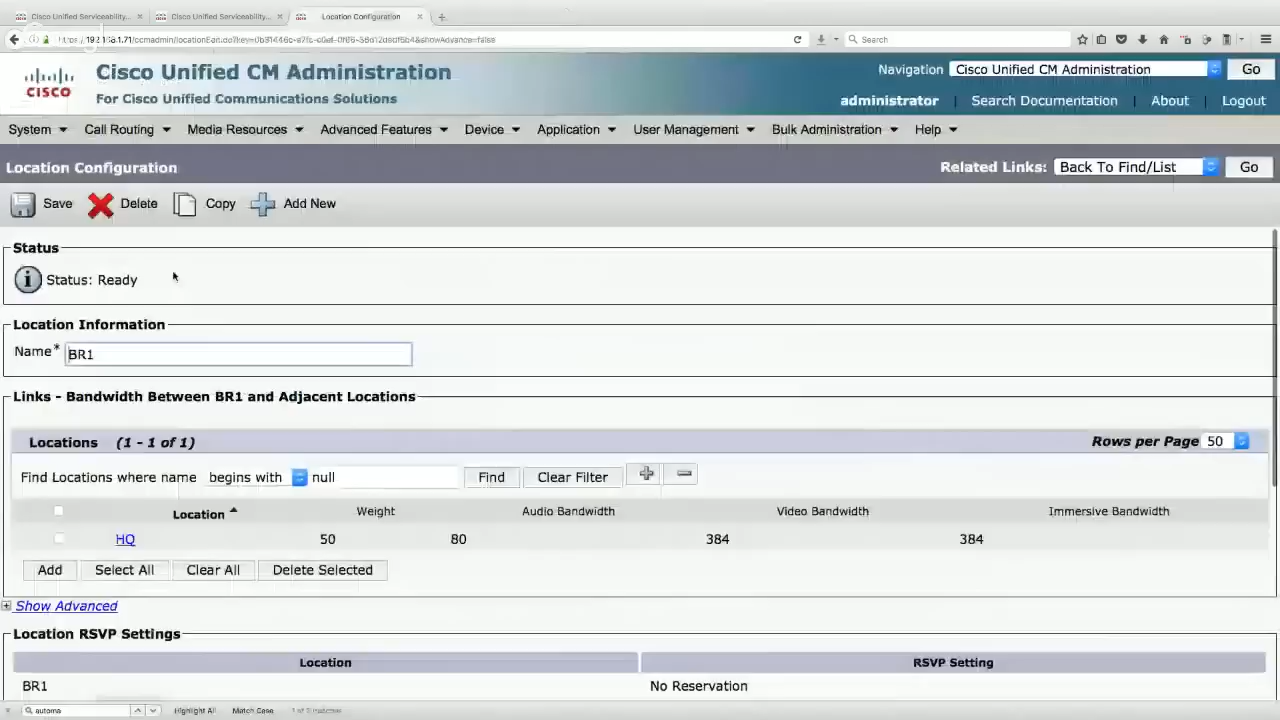 Cisco Unified Serviceability... × Cisco Unified Serviceability... × Location Configuration × +
Search
Cisco Unified CM Administration Navigation Cisco Unified CM Administration Go
CISCO For Cisco Unified Communications Solutions administrator | Search Documentation | About | Logout
System Call Routing Media Resources Advanced Features Device Application User Management Bulk Administration Help
Location Configuration Related Links: Back To Find/List Go
Save Delete Copy Add New
Status
Status: Ready
Location Information
Name* BR1
Links - Bandwidth Between BR1 and Adjacent Locations
Locations (1 - 1 of 1) Rows per Page 50
Find Locations where name begins with null Find Clear Filter
Location Weight Audio Bandwidth Video Bandwidth Immersive Bandwidth
HQ 50 80 384 384
Add Select All Clear All Delete Selected
Show Advanced
Location RSVP Settings
Location RSVP Setting
BR1 No Reservation
automa Highlight All Match Case